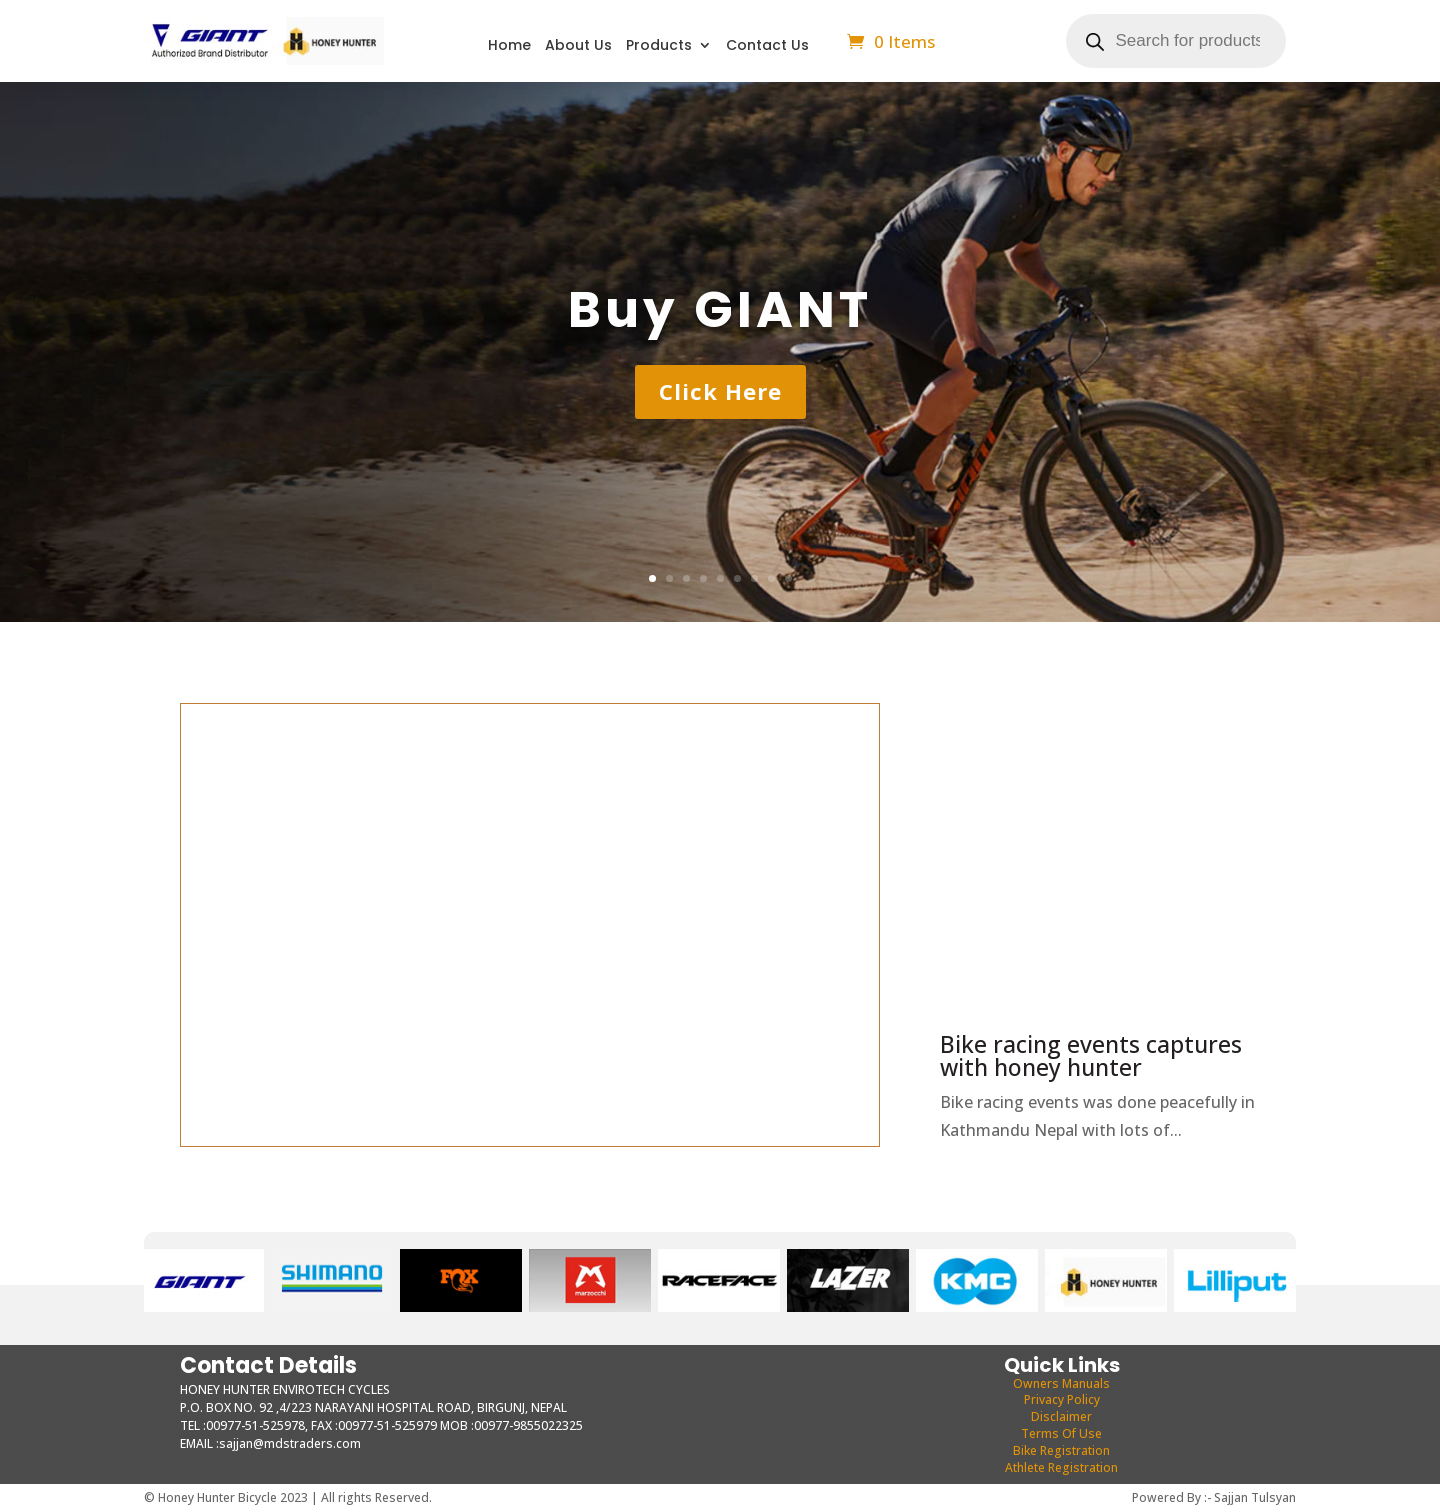 GIANT
Authorized Brand Distributor
HONEY HUNTER
Home About Us Products Contact Us
0 Items
Search for products
Buy GIANT
Click Here
GIANT
Bike racing events captures
with honey hunter
Bike racing events was done peacefully in
Kathmandu Nepal with lots of...
GIANT
SHIMANO
FOX
marzocchi
RACEFACE
LAZER
KMC
HONEY HUNTER
Lilliput
Contact Details
HONEY HUNTER ENVIROTECH CYCLES
P.O. BOX NO. 92 ,4/223 NARAYANI HOSPITAL ROAD, BIRGUNJ, NEPAL
TEL :00977-51-525978, FAX :00977-51-525979 MOB :00977-9855022325
EMAIL :sajjan@mdstraders.com
Quick Links
Owners Manuals
Privacy Policy
Disclaimer
Terms Of Use
Bike Registration
Athlete Registration
© Honey Hunter Bicycle 2023 | All rights Reserved.
Powered By :- Sajjan Tulsyan